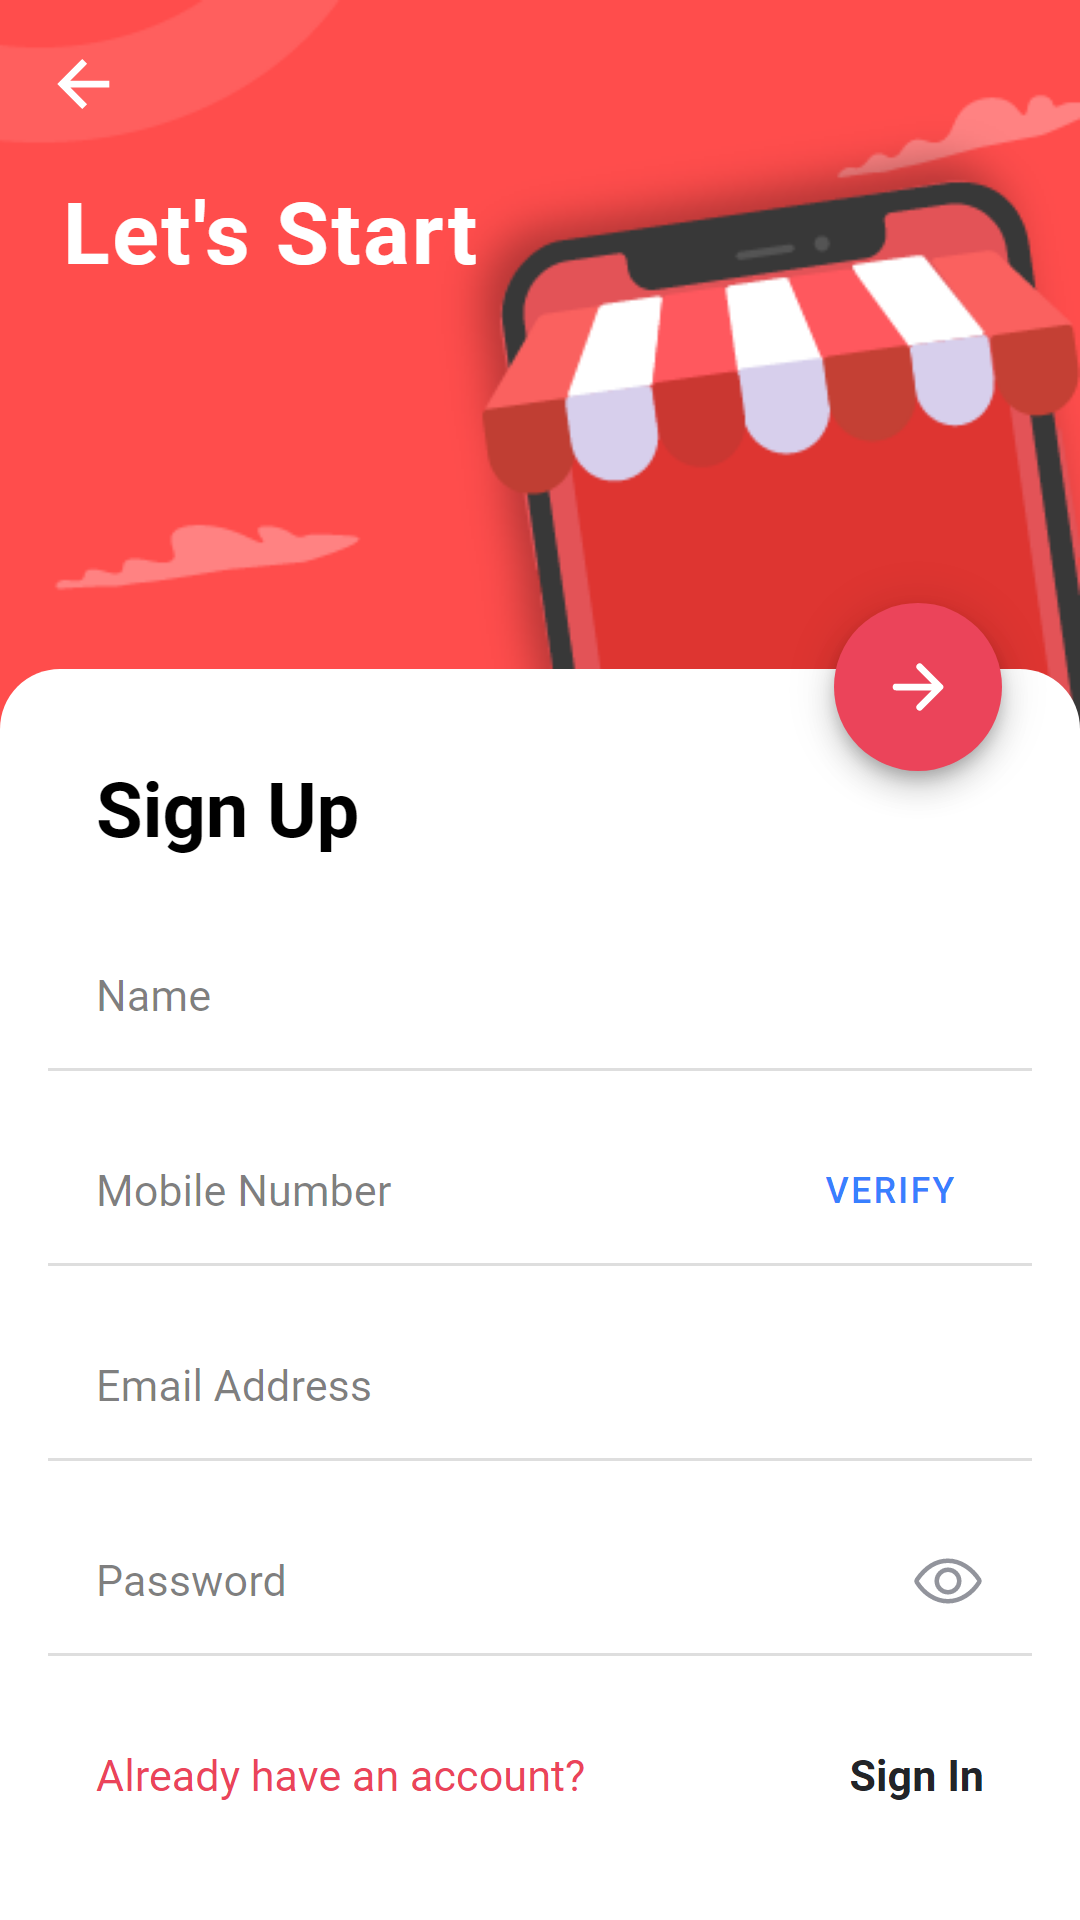 Let's Start
Sign Up
Name
Mobile Number
VERIFY
Email Address
Password
Already have an account?
Sign In